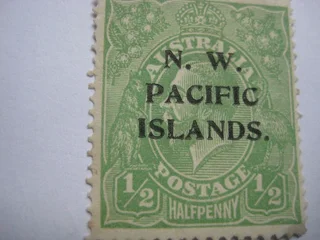 AUSTRALIA
N. W.
PACIFIC
ISLANDS.
POSTAGE
1/2 HALFPENNY 1/2